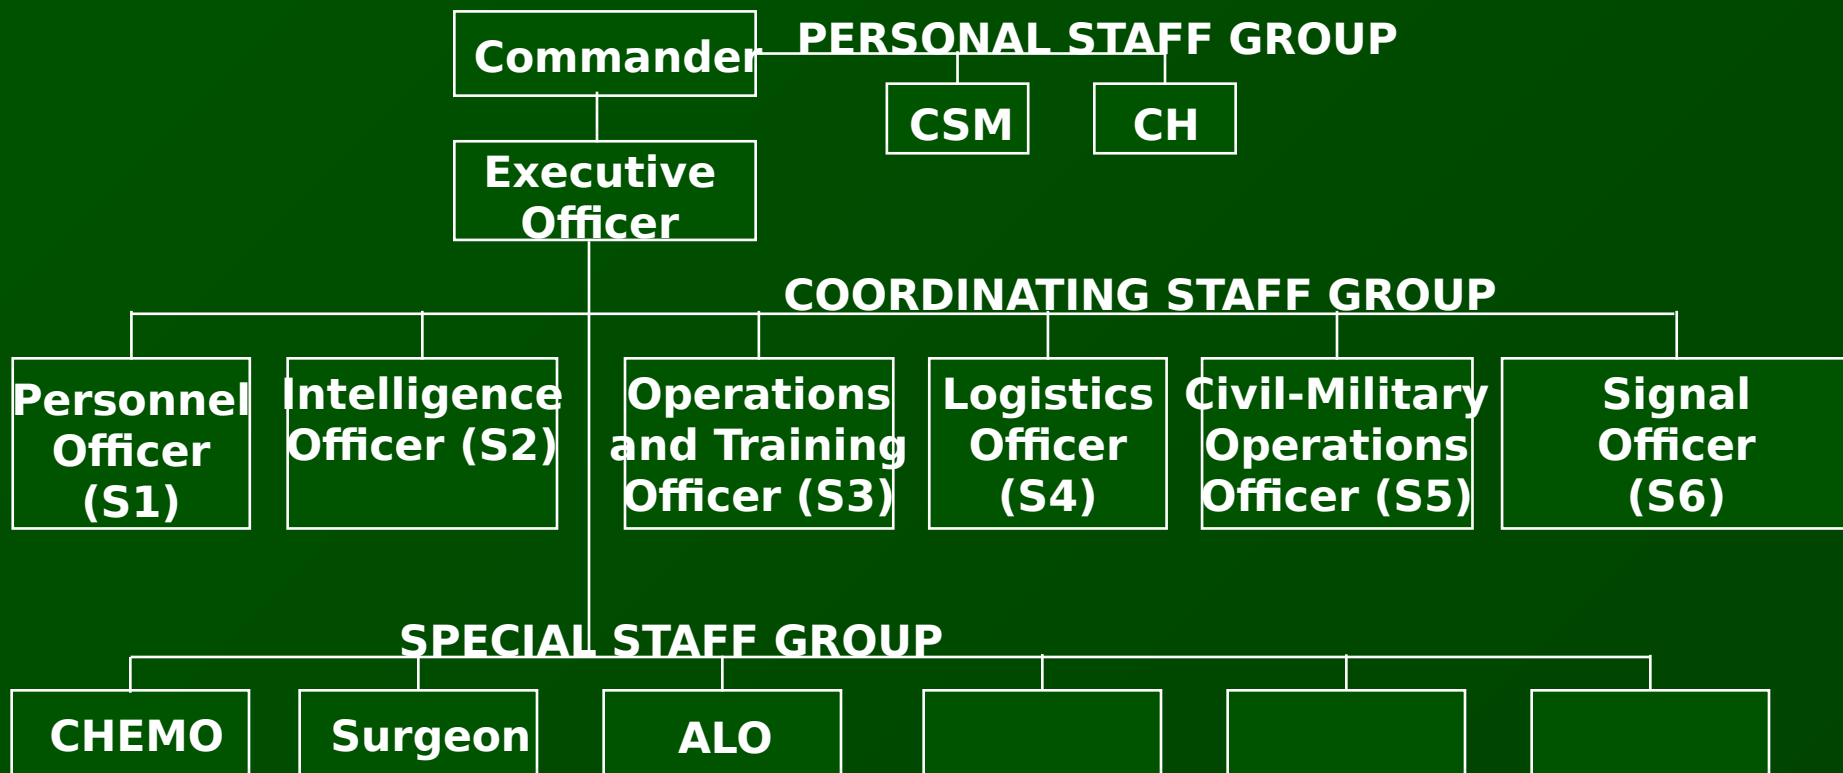 Commander
PERSONAL STAFF GROUP
CSM
CH
Executive
Officer
COORDINATING STAFF GROUP
Personnel
Officer
(S1)
Intelligence
Officer (S2)
Operations
and Training
Officer (S3)
Logistics
Officer
(S4)
Civil-Military
Operations
Officer (S5)
Signal
Officer
(S6)
SPECIAL STAFF GROUP
CHEMO
Surgeon
ALO